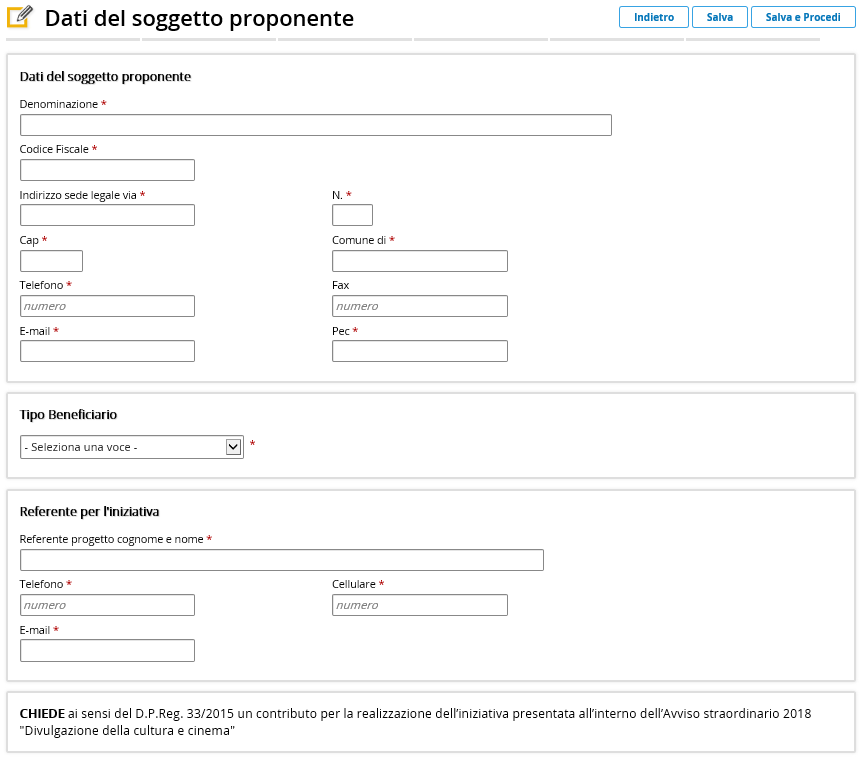 Dati del soggetto proponente
Indietro
Salva
Salva e Procedi
Dati del soggetto proponente
Denominazione *
Codice Fiscale *
Indirizzo sede legale via *
N. *
Cap *
Comune di *
Telefono *
Fax
numero
numero
E-mail *
Pec *
Tipo Beneficiario
- Seleziona una voce -
*
Referente per l'iniziativa
Referente progetto cognome e nome *
Telefono *
Cellulare *
numero
numero
E-mail *
CHIEDE ai sensi del D.P.Reg. 33/2015 un contributo per la realizzazione dell’iniziativa presentata all’interno dell’Avviso straordinario 2018
"Divulgazione della cultura e cinema"